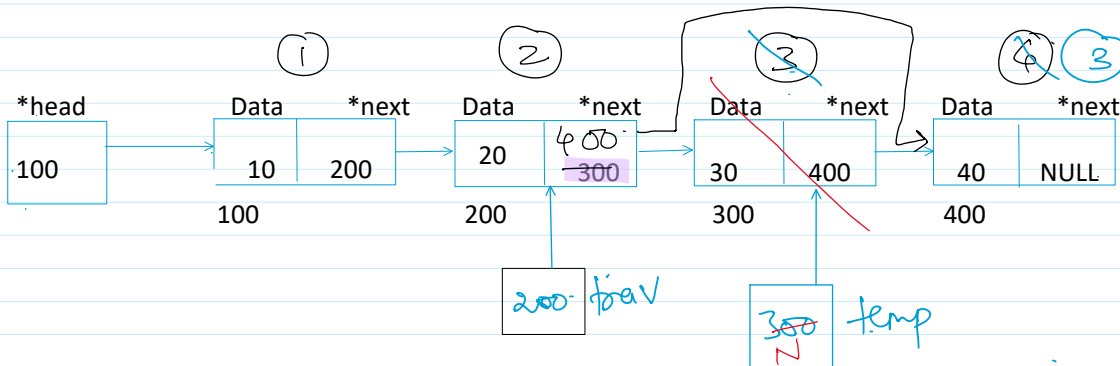 1 2 3 4 3
*head Data *next Data *next Data *next Data *next
400
100 10 200 20 300 30 400 40 NULL
100 200 300 400
200 trav
300 temp
N